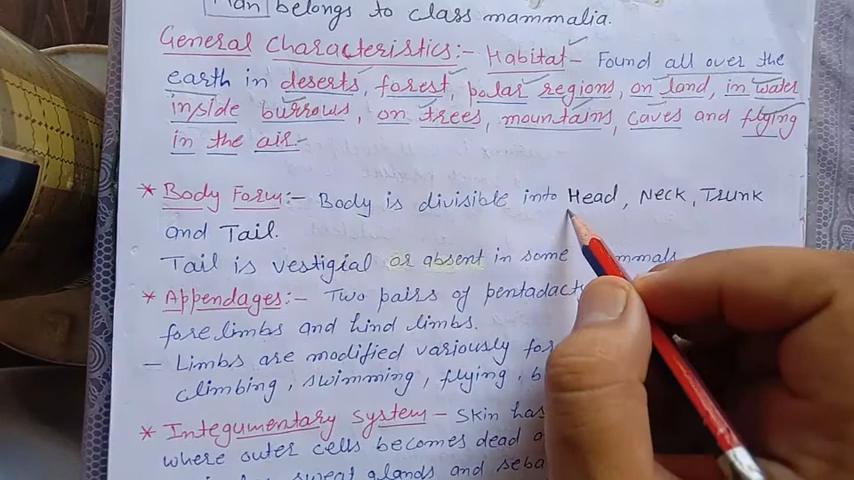 Man belongs to class mammalia.
General Characteristics:- Habitat - Found all over the
earth in deserts, forest, polar regions, on land, in water
inside burrows, on trees, mountains, caves and flying
in the air.
* Body Form:- Body is divisible into Head, Neck, Trunk
and Tail.
Tail is vestigial or absent in some mammals
* Appendages:- Two pairs of
fore limbs and hind limbs.
- Limbs are modified variously for
climbing, swimming, flying,
* Integumentary System - Skin has
where outer cells becomes dead
sweat glands and